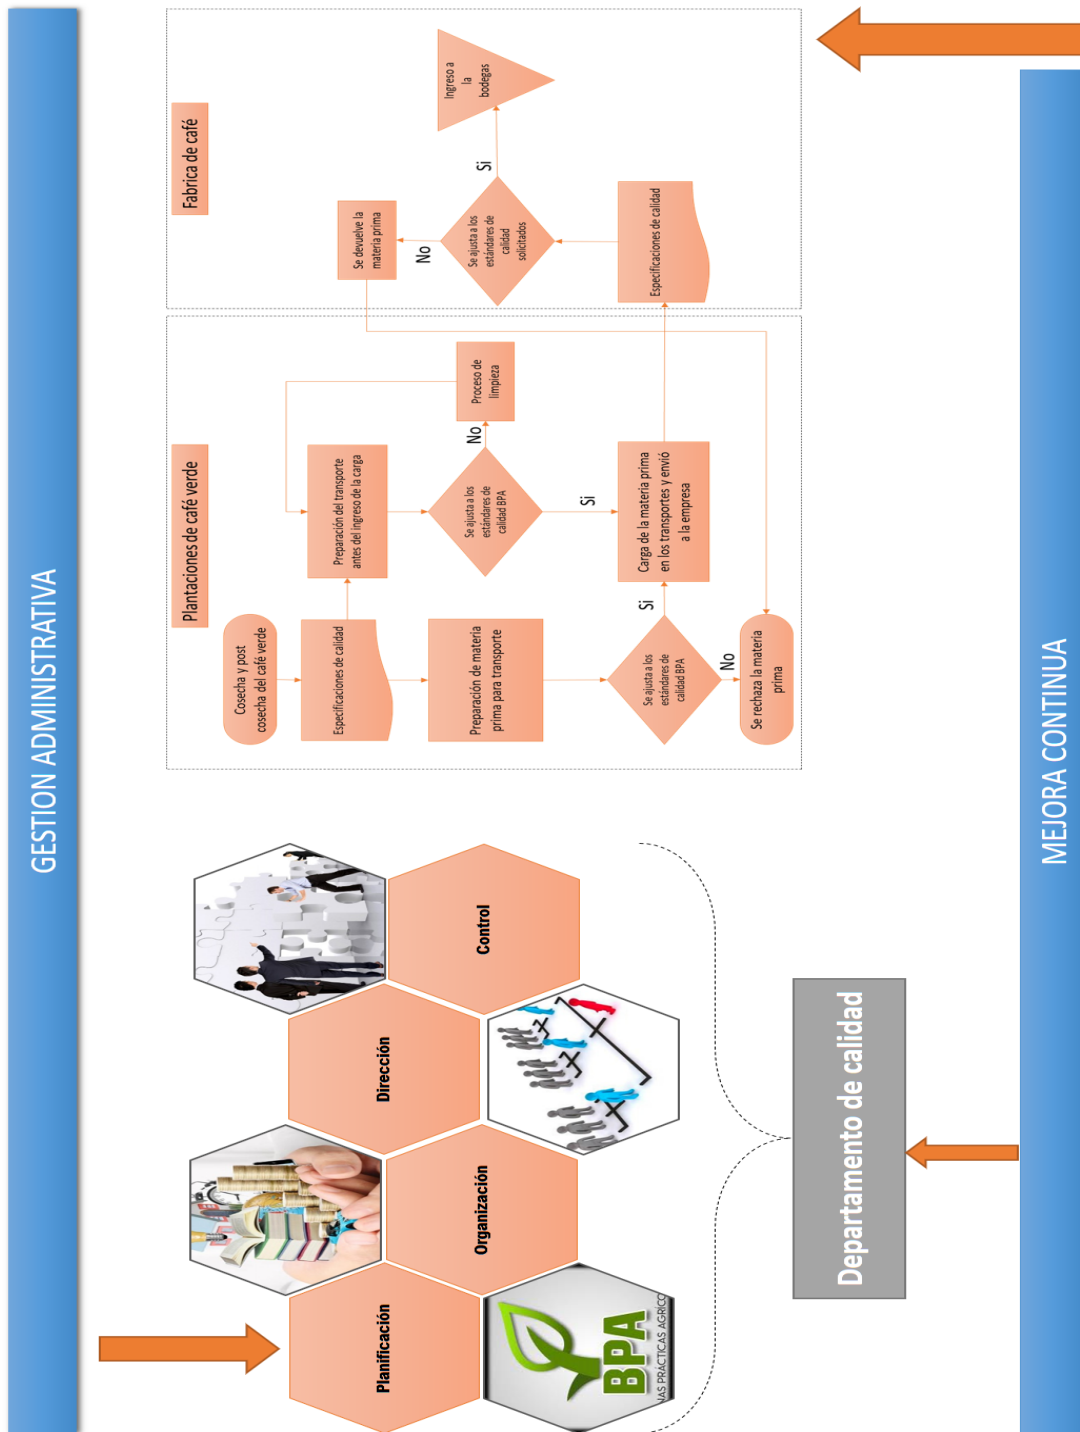 GESTION ADMINISTRATIVA
Planificación
Organización
Dirección
Control
BPA
NAS PRÁCTICAS AGRÍCO
Departamento de calidad
Plantaciones de café verde
Cosecha y post
cosecha del café verde
Especificaciones de calidad
Preparación de materia
prima para transporte
Se ajusta a los
estándares de
calidad BPA
Si
No
Se rechaza la materia
prima
Preparación del transporte
antes del ingreso de la carga
Se ajusta a los
estándares de
calidad BPA
No
Si
Proceso de
limpieza
Carga de la materia prima
en los transportes y envió
a la empresa
Fabrica de café
Se devuelve la
materia prima
No
Se ajusta a los
estándares de
calidad
solicitados
Si
Especificaciones de calidad
Ingreso a
la
bodegas
MEJORA CONTINUA